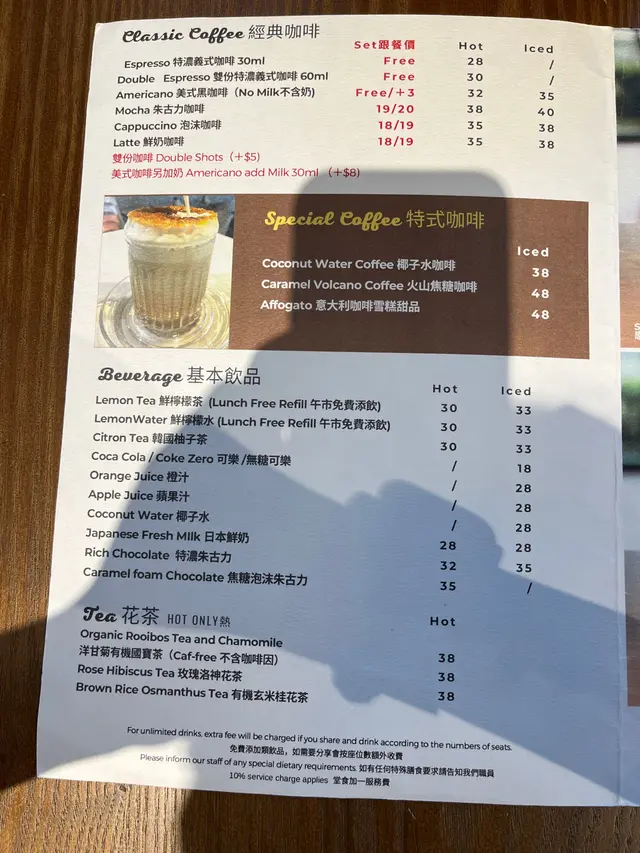 Classic Coffee 經典咖啡
Set跟餐價 Hot Iced
Espresso 特濃義式咖啡 30ml Free 28 /
Double Espresso 雙份特濃義式咖啡 60ml Free 30 /
Americano 美式黑咖啡（No Milk不含奶) Free/＋3 32 35
Mocha 朱古力咖啡 19/20 38 40
Cappuccino 泡沫咖啡 18/19 35 38
Latte 鮮奶咖啡 18/19 35 38
雙份咖啡 Double Shots（＋$5）
美式咖啡另加奶 Americano add Milk 30ml （＋$8）
Special Coffee 特式咖啡
Iced
Coconut Water Coffee 椰子水咖啡 38
Caramel Volcano Coffee 火山焦糖咖啡 48
Affogato 意大利咖啡雪糕甜品 48
Beverage 基本飲品
Hot Iced
Lemon Tea 鮮檸檬茶 (Lunch Free Refill 午市免費添飲) 30 33
LemonWater 鮮檸檬水 (Lunch Free Refill 午市免費添飲) 30 33
Citron Tea 韓國柚子茶 30 33
Coca Cola / Coke Zero 可樂 /無糖可樂 / 18
Orange Juice 橙汁 / 28
Apple Juice 蘋果汁 / 28
Coconut Water 椰子水 / 28
Japanese Fresh MIlk 日本鮮奶 28 28
Rich Chocolate 特濃朱古力 32 35
Caramel foam Chocolate 焦糖泡沫朱古力 35 /
Tea 花茶 HOT ONLY熱
Hot
Organic Rooibos Tea and Chamomile
洋甘菊有機國寶茶（Caf-free 不含咖啡因） 38
Rose Hibiscus Tea 玫瑰洛神花茶 38
Brown Rice Osmanthus Tea 有機玄米桂花茶 38
For unlimited drinks, extra fee will be charged if you share and drink according to the numbers of seats.
免費添加類飲品，如需要分享會按座位數額外收費
Please inform our staff of any special dietary requirements. 如有任何特殊膳食要求請告知我們職員
10% service charge applies 堂食加一服務費